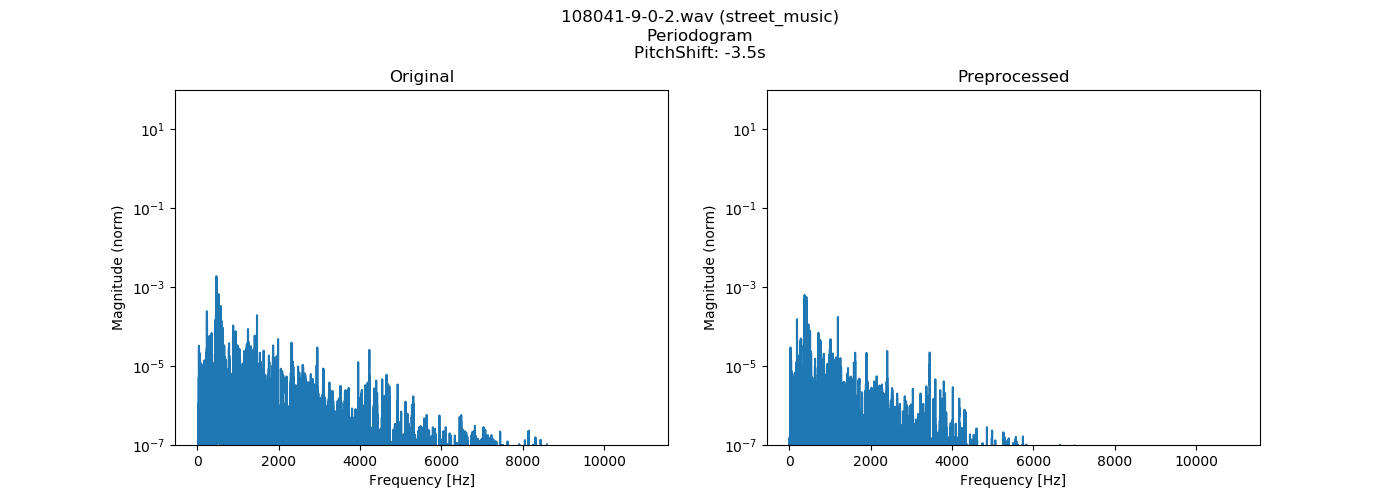 108041-9-0-2.wav (street_music)
Periodogram
PitchShift: -3.5s
Original
10¹
10⁻¹
10⁻³
10⁻⁵
10⁻⁷
Magnitude (norm)
0 2000 4000 6000 8000 10000
Frequency [Hz]
Preprocessed
10¹
10⁻¹
10⁻³
10⁻⁵
10⁻⁷
Magnitude (norm)
0 2000 4000 6000 8000 10000
Frequency [Hz]